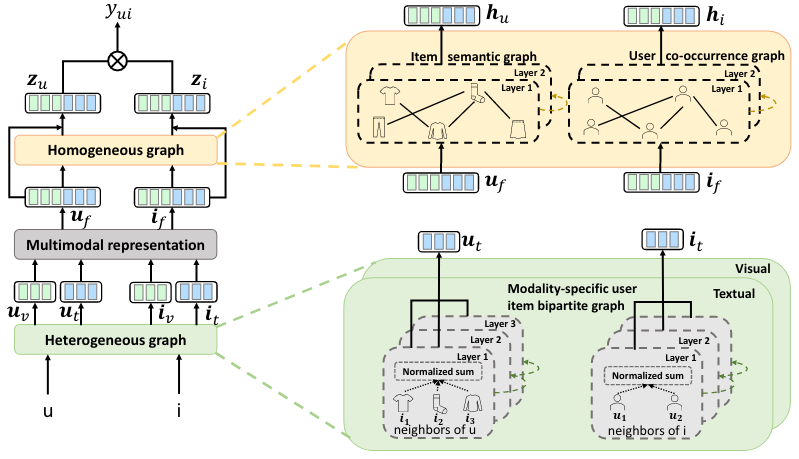 y_ui
z_u
z_i
Homogeneous graph
u_f
i_f
Multimodal representation
u_v
u_t
i_v
i_t
Heterogeneous graph
u
i
h_u
h_i
Item semantic graph
Layer 2
Layer 1
User co-occurrence graph
Layer 2
Layer 1
u_f
i_f
u_t
i_t
Visual
Textual
Modality-specific user
item bipartite graph
Layer 3
Layer 2
Layer 1
Normalized sum
i_1
i_2
i_3
neighbors of u
Layer 2
Layer 1
Normalized sum
u_1
u_2
neighbors of i